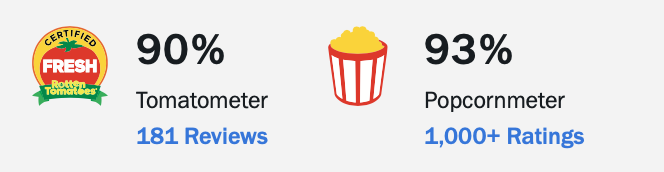 CERTIFIED
FRESH
Rotten
Tomatoes
90%
Tomatometer
181 Reviews
93%
Popcornmeter
1,000+ Ratings